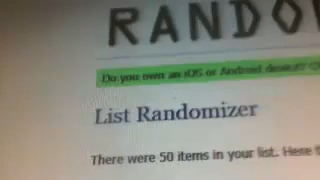 RANDO
Do you own an iOS or Android device?
List Randomizer
There were 50 items in your list. Here